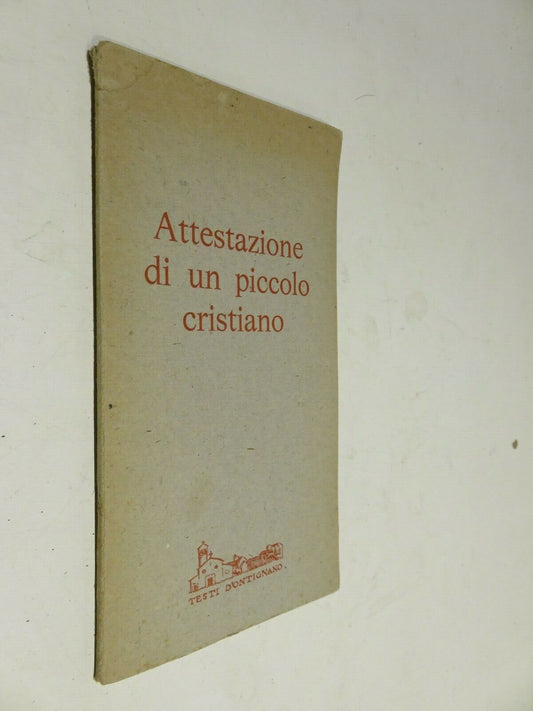 Attestazione
di un piccolo
cristiano
TESTI D'ONTIGNANO.